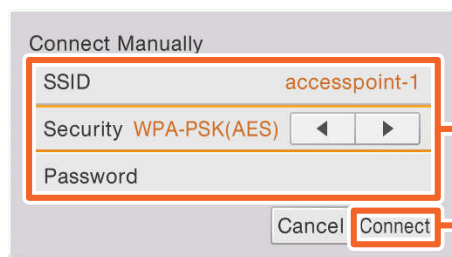 Connect Manually
SSID accesspoint-1
Security WPA-PSK(AES)
Password
Cancel Connect